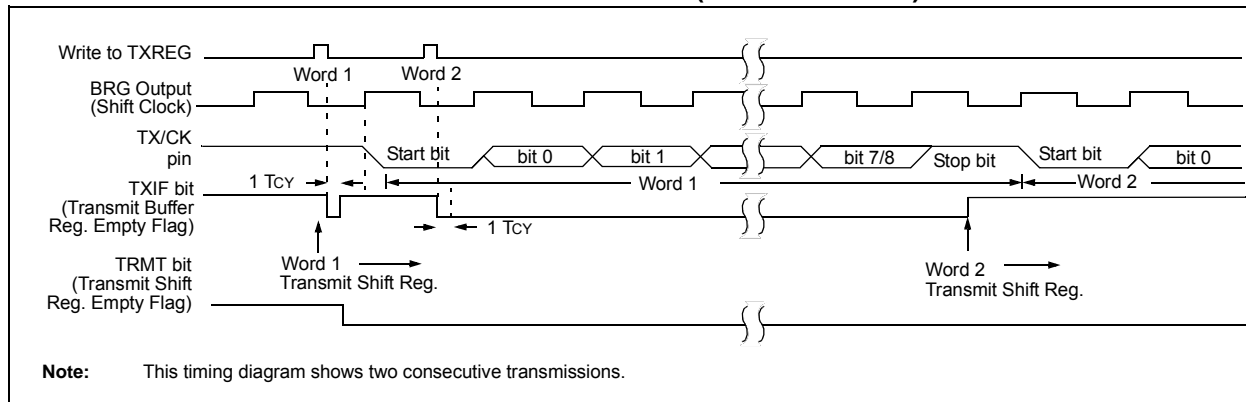 Write to TXREG
Word 1 Word 2
BRG Output
(Shift Clock)
TX/CK
pin
Start bit bit 0 bit 1 bit 7/8 Stop bit Start bit bit 0
1 TCY Word 1 Word 2
TXIF bit
(Transmit Buffer
Reg. Empty Flag)
1 TCY
Word 1
Transmit Shift Reg.
Word 2
Transmit Shift Reg.
TRMT bit
(Transmit Shift
Reg. Empty Flag)
Note: This timing diagram shows two consecutive transmissions.